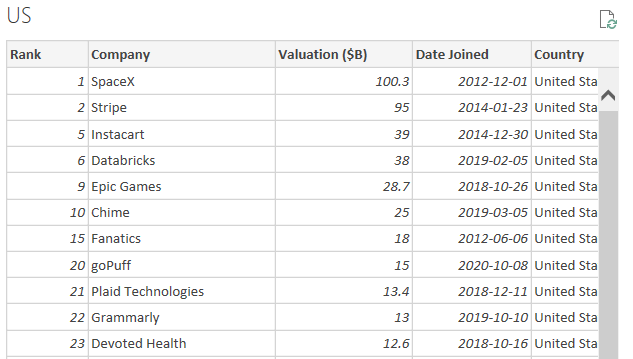 US
Rank Company Valuation ($B) Date Joined Country
1 SpaceX 100.3 2012-12-01 United Sta
2 Stripe 95 2014-01-23 United Sta
5 Instacart 39 2014-12-30 United Sta
6 Databricks 38 2019-02-05 United Sta
9 Epic Games 28.7 2018-10-26 United Sta
10 Chime 25 2019-03-05 United Sta
15 Fanatics 18 2012-06-06 United Sta
20 goPuff 15 2020-10-08 United Sta
21 Plaid Technologies 13.4 2018-12-11 United Sta
22 Grammarly 13 2019-10-10 United Sta
23 Devoted Health 12.6 2018-10-16 United Sta